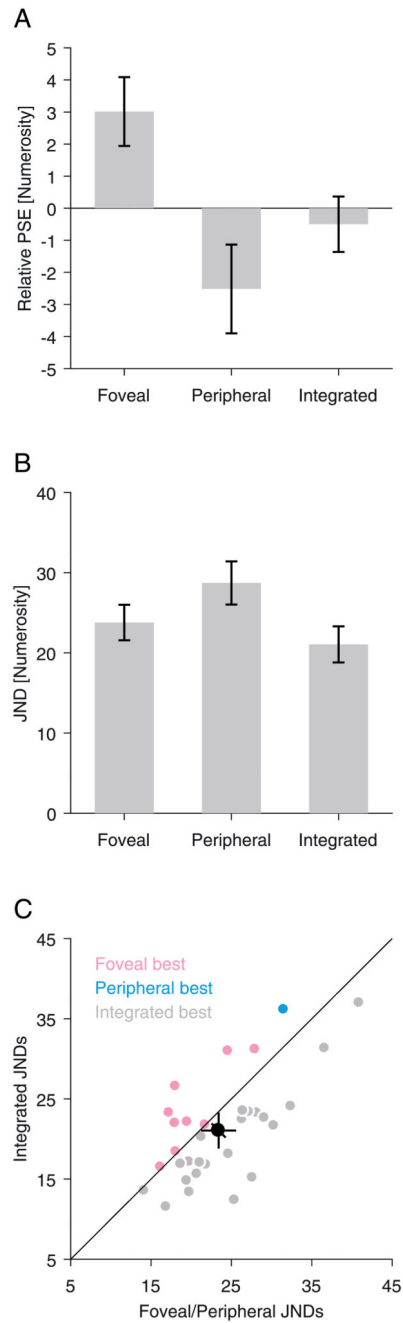 A
Relative PSE [Numerosity]
5
4
3
2
1
0
-1
-2
-3
-4
-5
Foveal Peripheral Integrated
B
JND [Numerosity]
40
30
20
10
0
Foveal Peripheral Integrated
C
Integrated JNDs
45
35
25
15
5
Foveal best
Peripheral best
Integrated best
5 15 25 35 45
Foveal/Peripheral JNDs